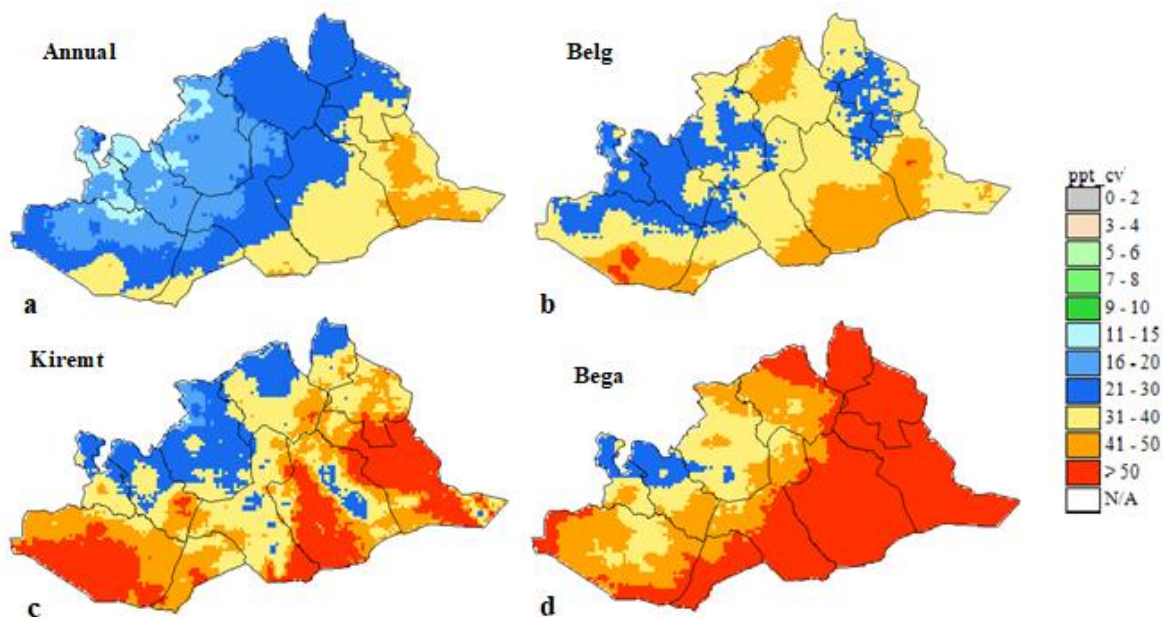 Annual
Belg
ppt_cv
0 - 2
3 - 4
5 - 6
7 - 8
9 - 10
11 - 15
16 - 20
21 - 30
31 - 40
41 - 50
> 50
N/A
a
b
Kiremt
Bega
c
d